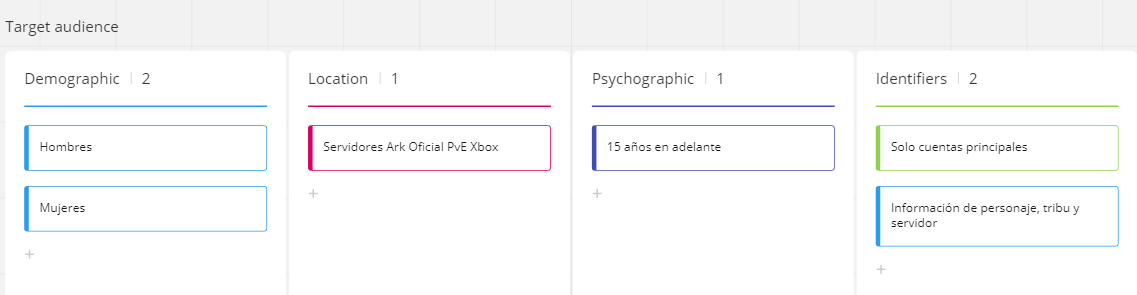 Target audience
Demographic | 2
Hombres
Mujeres
+
Location | 1
Servidores Ark Oficial PvE Xbox
+
Psychographic | 1
15 años en adelante
+
Identifiers | 2
Solo cuentas principales
Información de personaje, tribu y
servidor
+